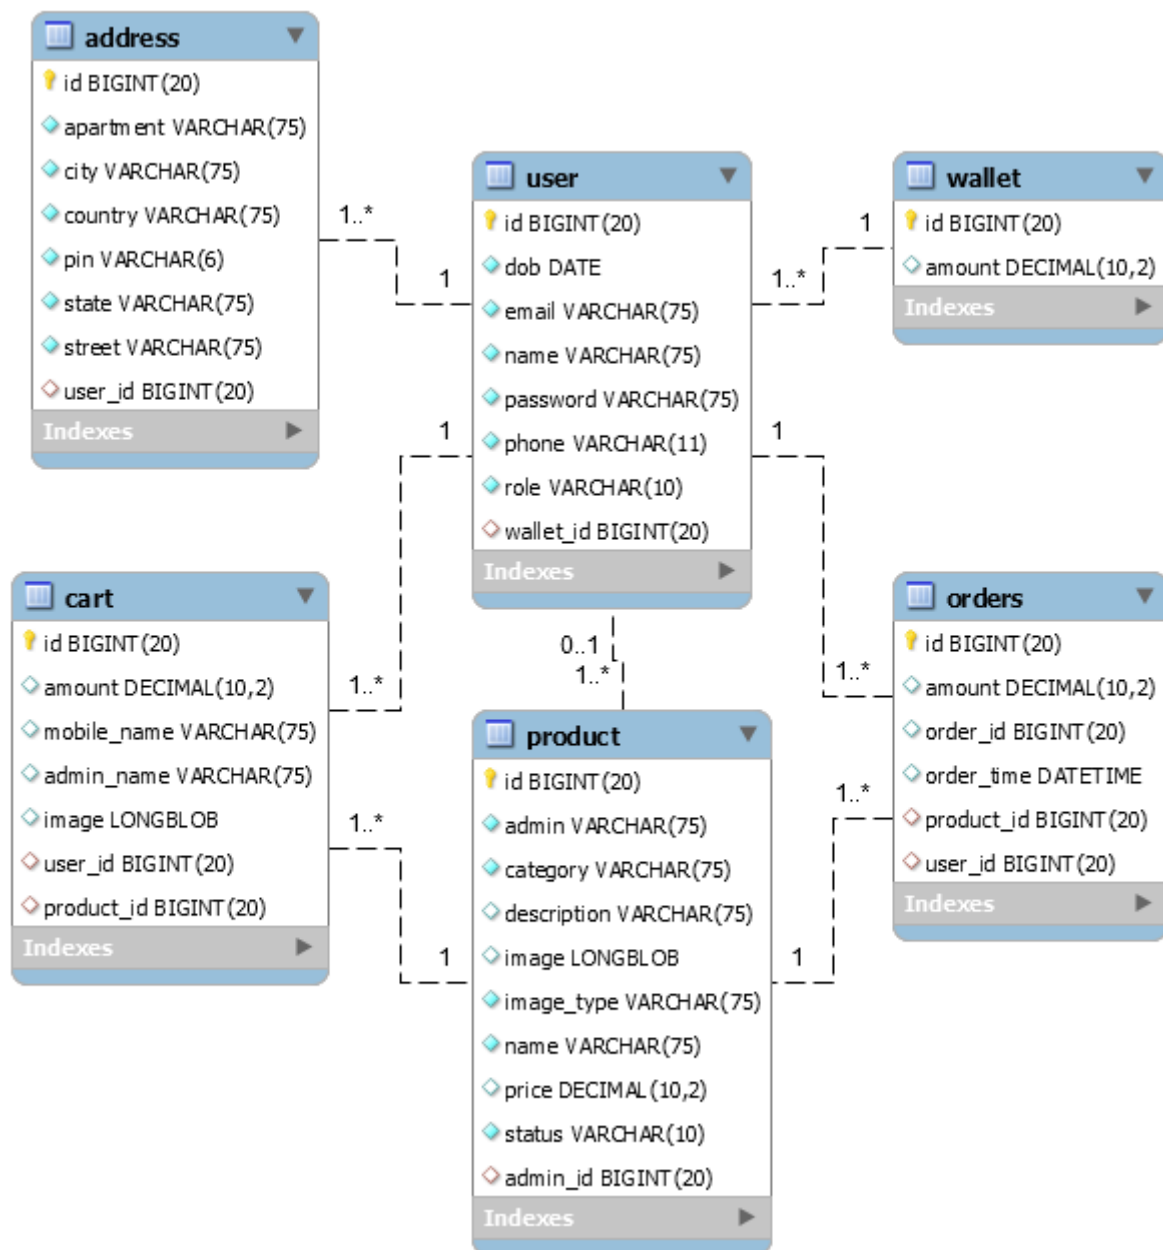 address
id BIGINT(20)
apartment VARCHAR(75)
city VARCHAR(75)
country VARCHAR(75)
pin VARCHAR(6)
state VARCHAR(75)
street VARCHAR(75)
user_id BIGINT(20)
Indexes
1..*
1
user
id BIGINT(20)
dob DATE
email VARCHAR(75)
name VARCHAR(75)
password VARCHAR(75)
phone VARCHAR(11)
role VARCHAR(10)
wallet_id BIGINT(20)
Indexes
1
1..*
wallet
id BIGINT(20)
amount DECIMAL(10,2)
Indexes
1
1..*
cart
id BIGINT(20)
amount DECIMAL(10,2)
mobile_name VARCHAR(75)
admin_name VARCHAR(75)
image LONGBLOB
user_id BIGINT(20)
product_id BIGINT(20)
Indexes
1..*
1
0..1
1..*
product
id BIGINT(20)
admin VARCHAR(75)
category VARCHAR(75)
description VARCHAR(75)
image LONGBLOB
image_type VARCHAR(75)
name VARCHAR(75)
price DECIMAL(10,2)
status VARCHAR(10)
admin_id BIGINT(20)
Indexes
1
1..*
orders
id BIGINT(20)
amount DECIMAL(10,2)
order_id BIGINT(20)
order_time DATETIME
product_id BIGINT(20)
user_id BIGINT(20)
Indexes
1..*
1